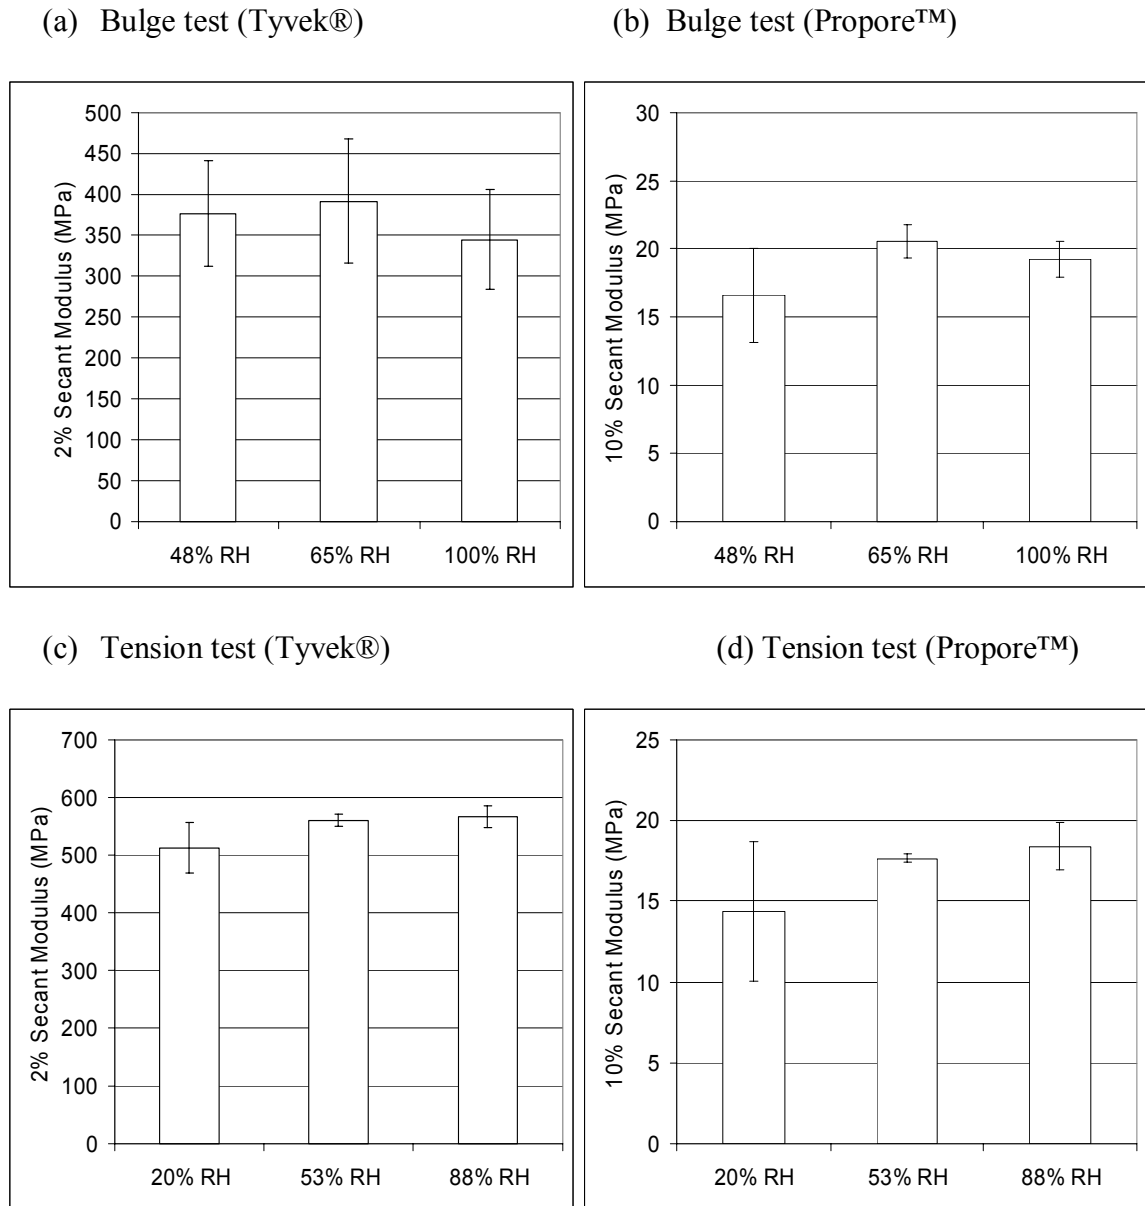 (a) Bulge test (Tyvek®)
(b) Bulge test (Propore™)
2% Secant Modulus (MPa)
500
450
400
350
300
250
200
150
100
50
0
48% RH 65% RH 100% RH
10% Secant Modulus (MPa)
30
25
20
15
10
5
0
48% RH 65% RH 100% RH
(c) Tension test (Tyvek®)
(d) Tension test (Propore™)
2% Secant Modulus (MPa)
700
600
500
400
300
200
100
0
20% RH 53% RH 88% RH
10% Secant Modulus (MPa)
25
20
15
10
5
0
20% RH 53% RH 88% RH